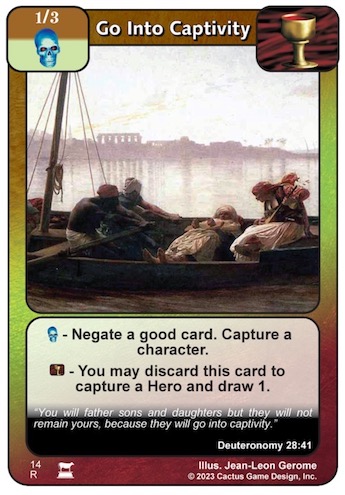 1/3
Go Into Captivity
- Negate a good card. Capture a
character.
- You may discard this card to
capture a Hero and draw 1.
"You will father sons and daughters but they will not
remain yours, because they will go into captivity."
Deuteronomy 28:41
14
R
Illus. Jean-Leon Gerome
© 2023 Cactus Game Design, Inc.